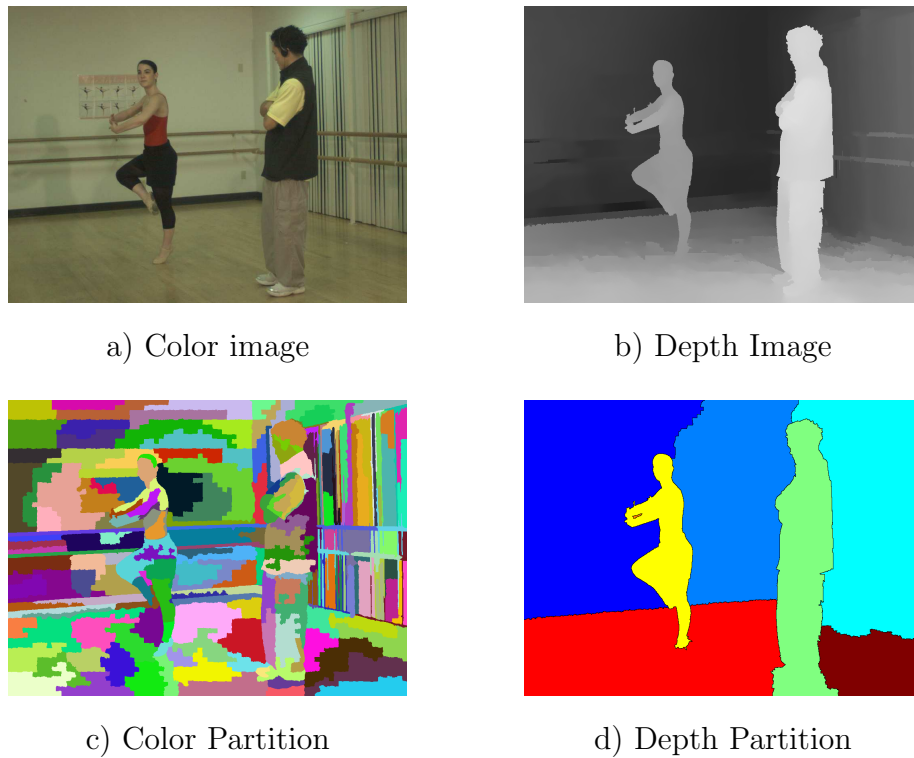 a) Color image
b) Depth Image
c) Color Partition
d) Depth Partition